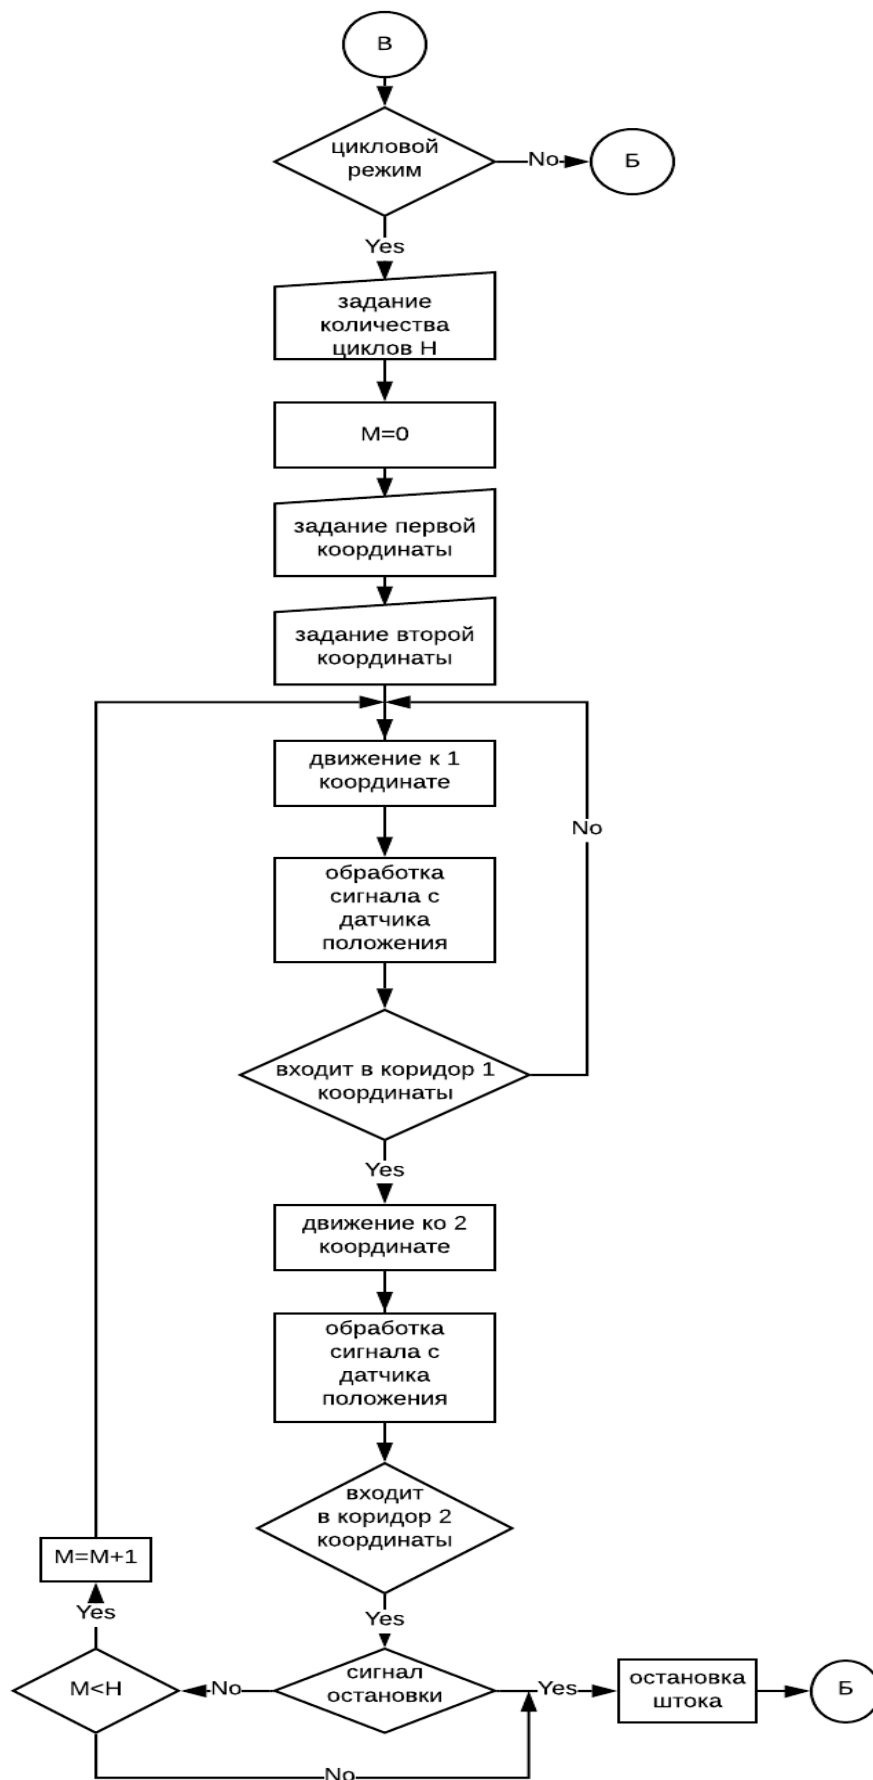 В
цикловой
режим
No
Б
Yes
задание
количества
циклов Н
М=0
задание первой
координаты
задание второй
координаты
движение к 1
координате
No
обработка
сигнала с
датчика
положения
входит в коридор 1
координаты
Yes
движение ко 2
координате
обработка
сигнала с
датчика
положения
входит
в коридор 2
координаты
М=М+1
Yes
Yes
М<Н
No
сигнал
остановки
Yes
остановка
штока
Б
No